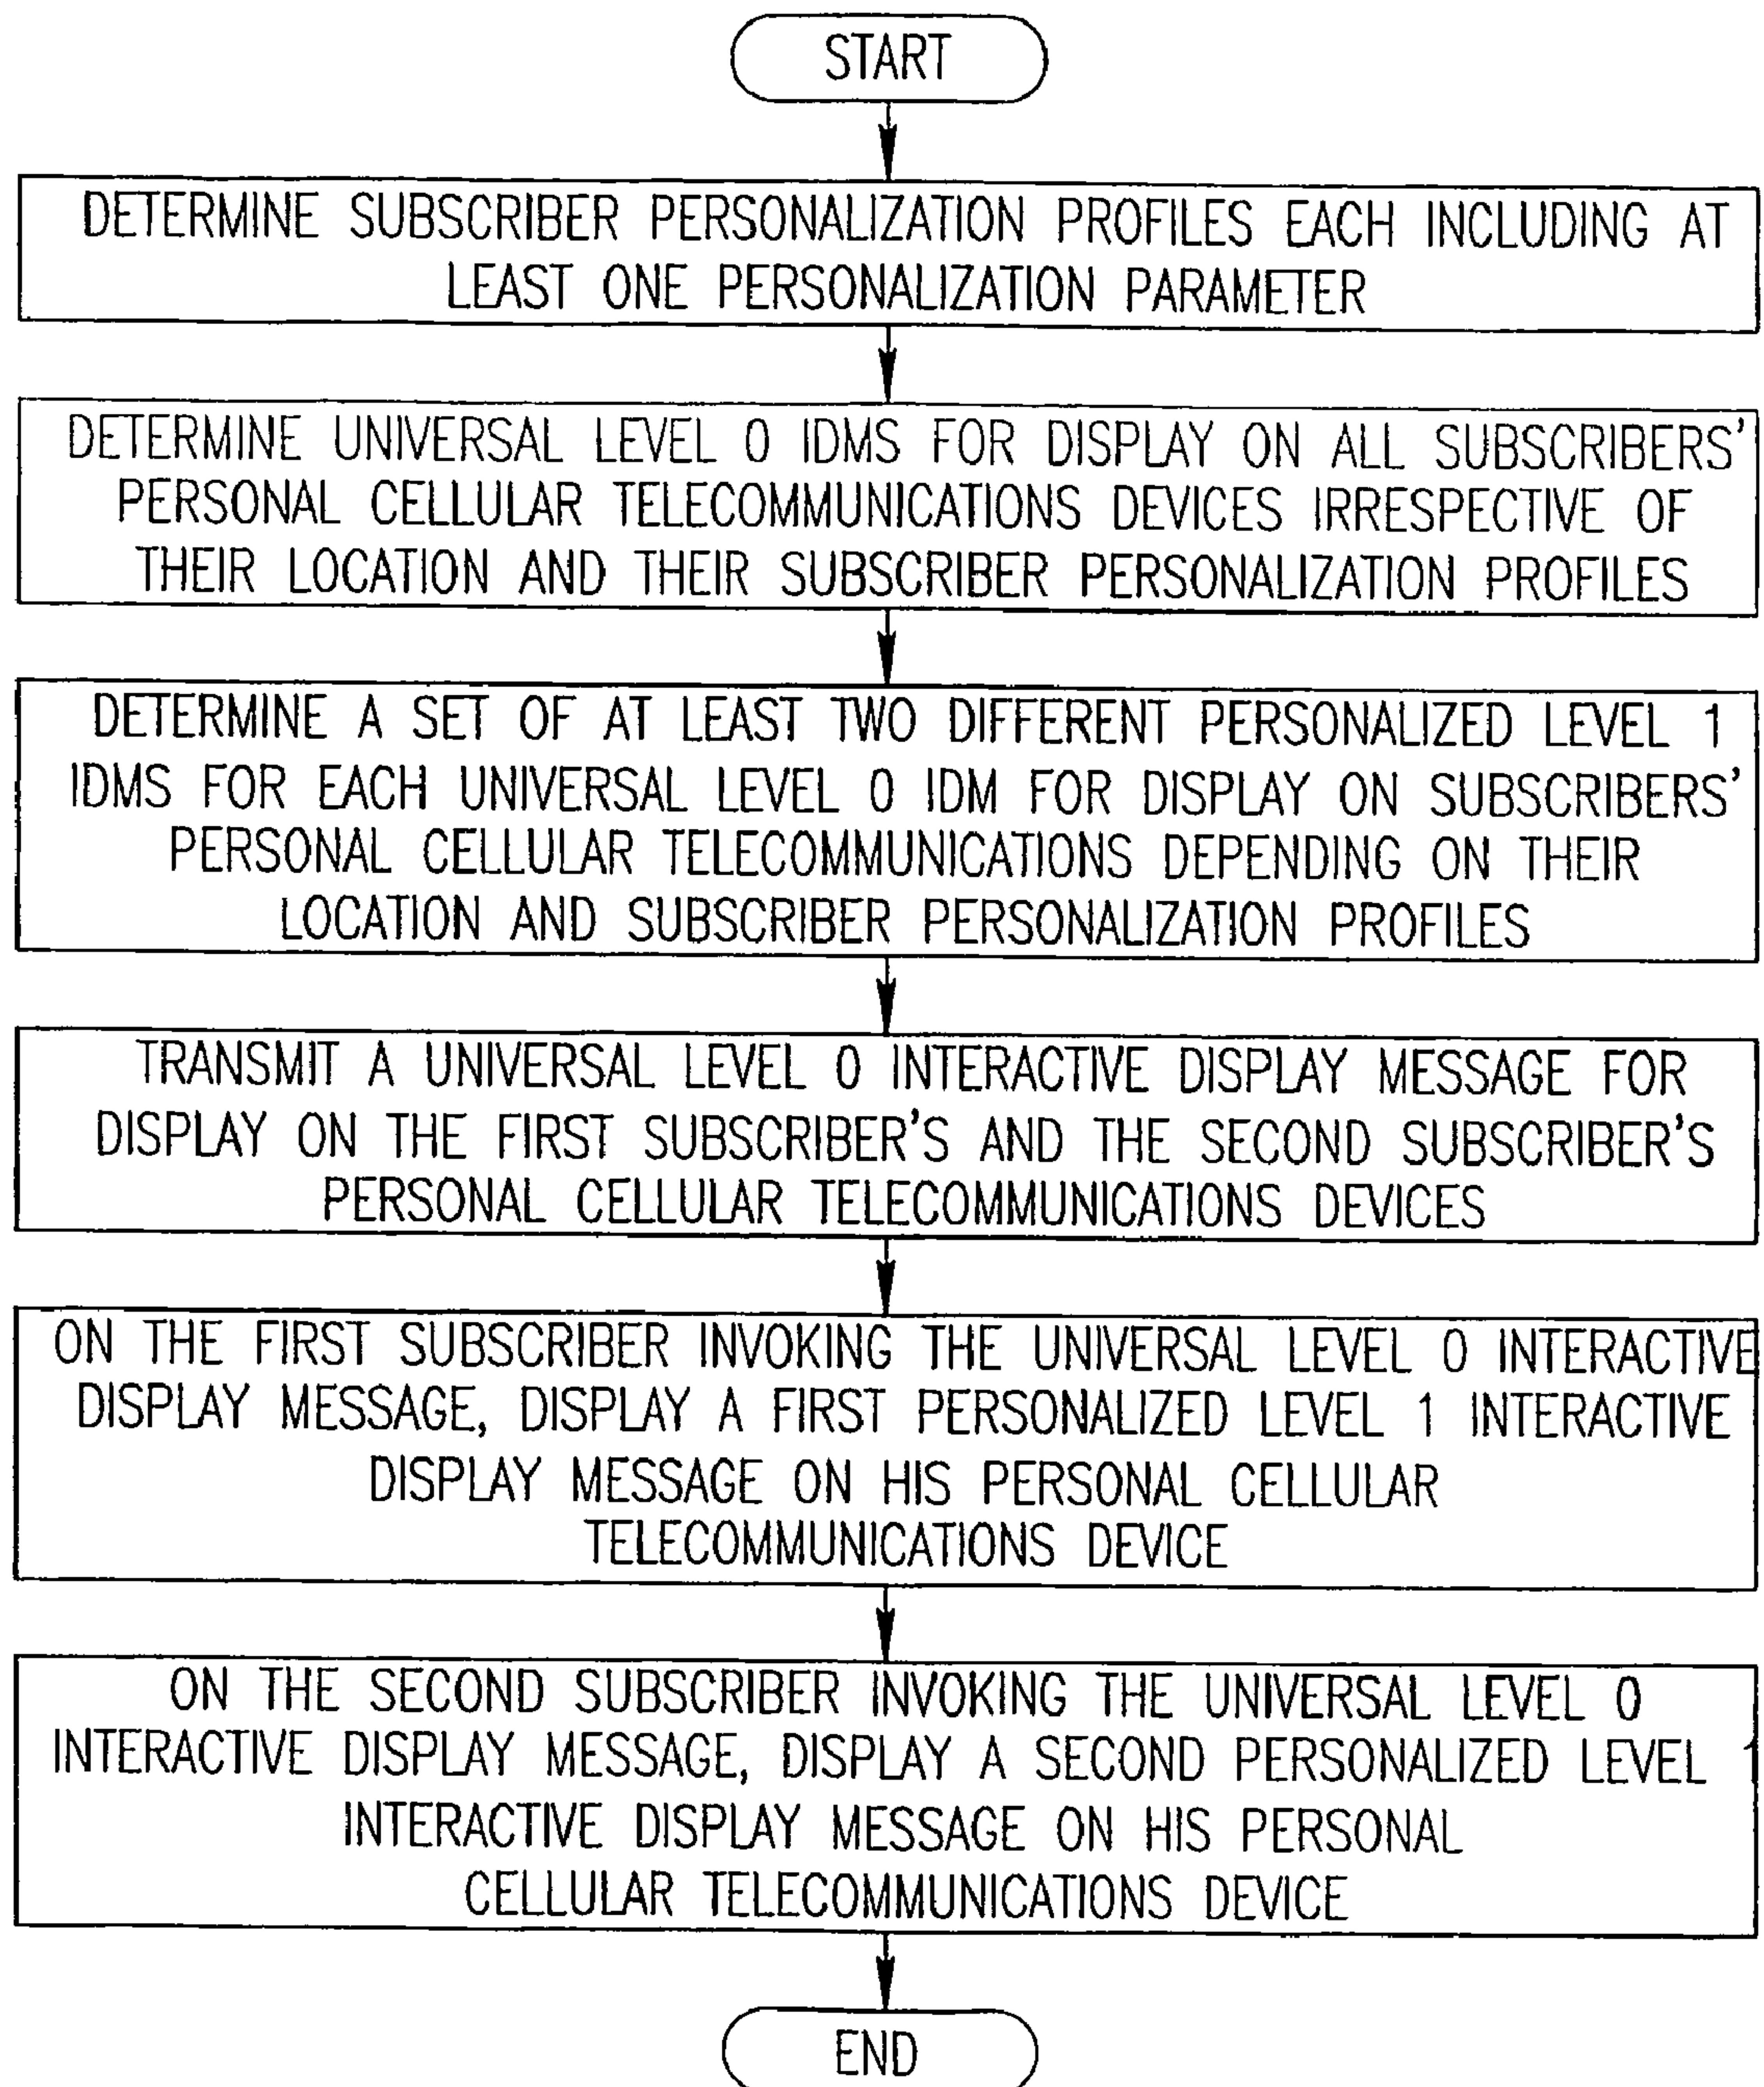 START
DETERMINE SUBSCRIBER PERSONALIZATION PROFILES EACH INCLUDING AT
LEAST ONE PERSONALIZATION PARAMETER
DETERMINE UNIVERSAL LEVEL 0 IDMS FOR DISPLAY ON ALL SUBSCRIBERS'
PERSONAL CELLULAR TELECOMMUNICATIONS DEVICES IRRESPECTIVE OF
THEIR LOCATION AND THEIR SUBSCRIBER PERSONALIZATION PROFILES
DETERMINE A SET OF AT LEAST TWO DIFFERENT PERSONALIZED LEVEL 1
IDMS FOR EACH UNIVERSAL LEVEL 0 IDM FOR DISPLAY ON SUBSCRIBERS'
PERSONAL CELLULAR TELECOMMUNICATIONS DEPENDING ON THEIR
LOCATION AND SUBSCRIBER PERSONALIZATION PROFILES
TRANSMIT A UNIVERSAL LEVEL 0 INTERACTIVE DISPLAY MESSAGE FOR
DISPLAY ON THE FIRST SUBSCRIBER'S AND THE SECOND SUBSCRIBER'S
PERSONAL CELLULAR TELECOMMUNICATIONS DEVICES
ON THE FIRST SUBSCRIBER INVOKING THE UNIVERSAL LEVEL 0 INTERACTIVE
DISPLAY MESSAGE, DISPLAY A FIRST PERSONALIZED LEVEL 1 INTERACTIVE
DISPLAY MESSAGE ON HIS PERSONAL CELLULAR
TELECOMMUNICATIONS DEVICE
ON THE SECOND SUBSCRIBER INVOKING THE UNIVERSAL LEVEL 0
INTERACTIVE DISPLAY MESSAGE, DISPLAY A SECOND PERSONALIZED LEVEL 1
INTERACTIVE DISPLAY MESSAGE ON HIS PERSONAL
CELLULAR TELECOMMUNICATIONS DEVICE
END